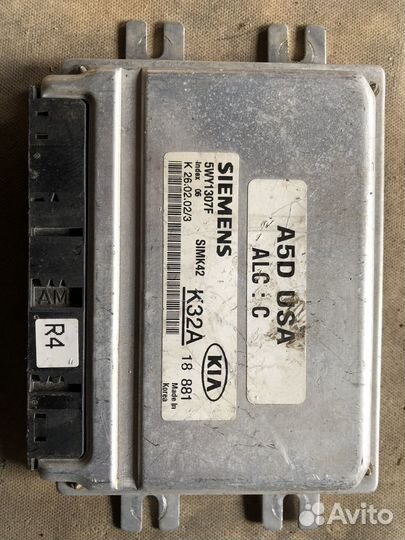 SIEMENS
5WY1307F
Index 06
K 26.02.02/3
SIMK42
K32A 18 881
KIA
Made in
Korea
A5D USA
ALC : C
AM
R4
Avito